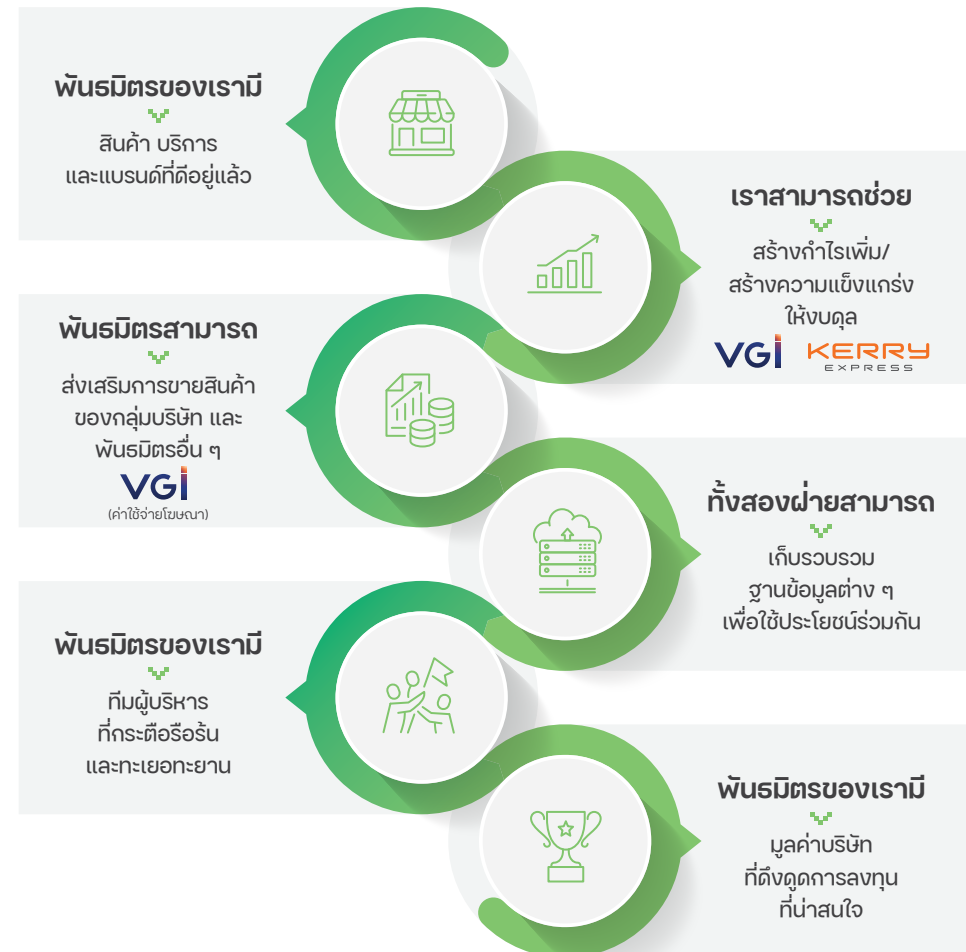 พันธมิตรของเรามี
สินค้า บริการ
และแบรนด์ที่ดีอยู่แล้ว
เราสามารถช่วย
สร้างกำไรเพิ่ม/
สร้างความแข็งแกร่ง
ให้งบดุล
VGI KERRY
EXPRESS
พันธมิตรสามารถ
ส่งเสริมการขายสินค้า
ของกลุ่มบริษัท และ
พันธมิตรอื่น ๆ
VGI
(ค่าใช้จ่ายโฆษณา)
ทั้งสองฝ่ายสามารถ
เก็บรวบรวม
ฐานข้อมูลต่าง ๆ
เพื่อใช้ประโยชน์ร่วมกัน
พันธมิตรของเรามี
ทีมผู้บริหาร
ที่กระตือรือร้น
และทะเยอทะยาน
พันธมิตรของเรามี
มูลค่าบริษัท
ที่ดึงดูดการลงทุน
ที่น่าสนใจ